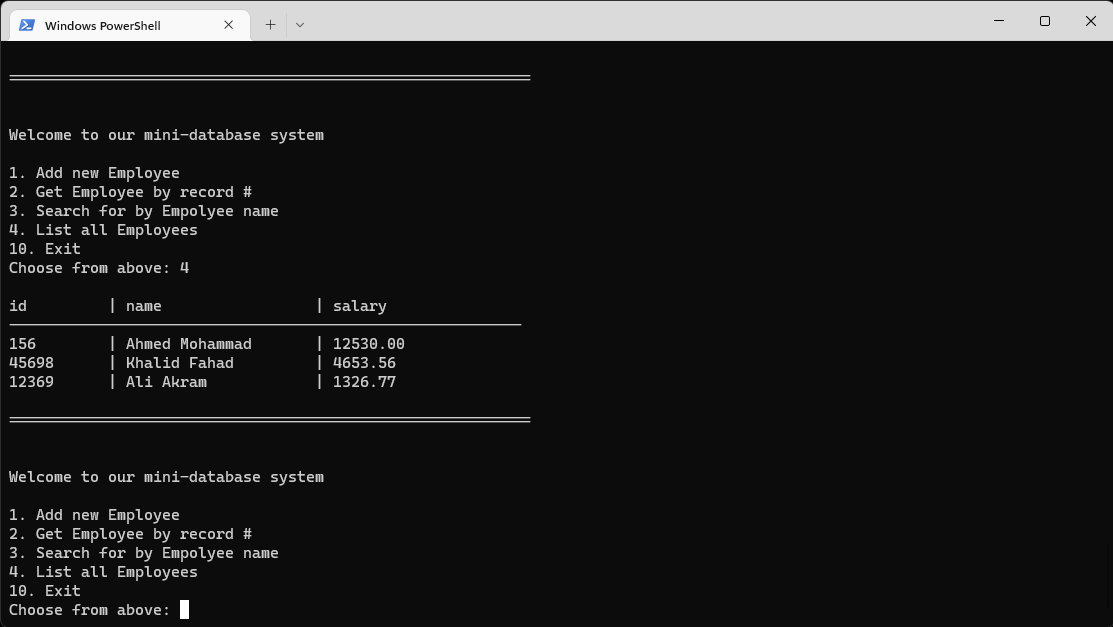 Windows PowerShell
Welcome to our mini-database system
1. Add new Employee
2. Get Employee by record #
3. Search for by Empolyee name
4. List all Employees
10. Exit
Choose from above: 4
id | name | salary
156 | Ahmed Mohammad | 12530.00
45698 | Khalid Fahad | 4653.56
12369 | Ali Akram | 1326.77
Welcome to our mini-database system
1. Add new Employee
2. Get Employee by record #
3. Search for by Empolyee name
4. List all Employees
10. Exit
Choose from above: